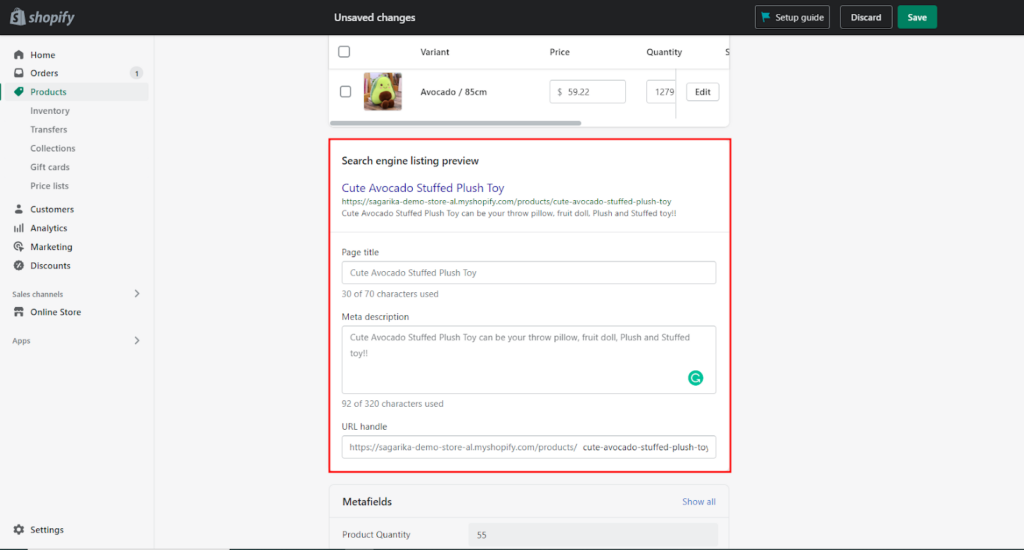 shopify
Unsaved changes
Setup guide
Discard
Save
Home
Orders
1
Products
Inventory
Transfers
Collections
Gift cards
Price lists
Customers
Analytics
Marketing
Discounts
Sales channels
Online Store
Apps
Settings
Variant Price Quantity S
Avocado / 85cm $ 59.22 1279 Edit
Search engine listing preview
Cute Avocado Stuffed Plush Toy
https://sagarika-demo-store-al.myshopify.com/products/cute-avocado-stuffed-plush-toy
Cute Avocado Stuffed Plush Toy can be your throw pillow, fruit doll, Plush and Stuffed toy!!
Page title
Cute Avocado Stuffed Plush Toy
30 of 70 characters used
Meta description
Cute Avocado Stuffed Plush Toy can be your throw pillow, fruit doll, Plush and Stuffed
toy!!
92 of 320 characters used
URL handle
https://sagarika-demo-store-al.myshopify.com/products/ cute-avocado-stuffed-plush-toy
Metafields Show all
Product Quantity 55